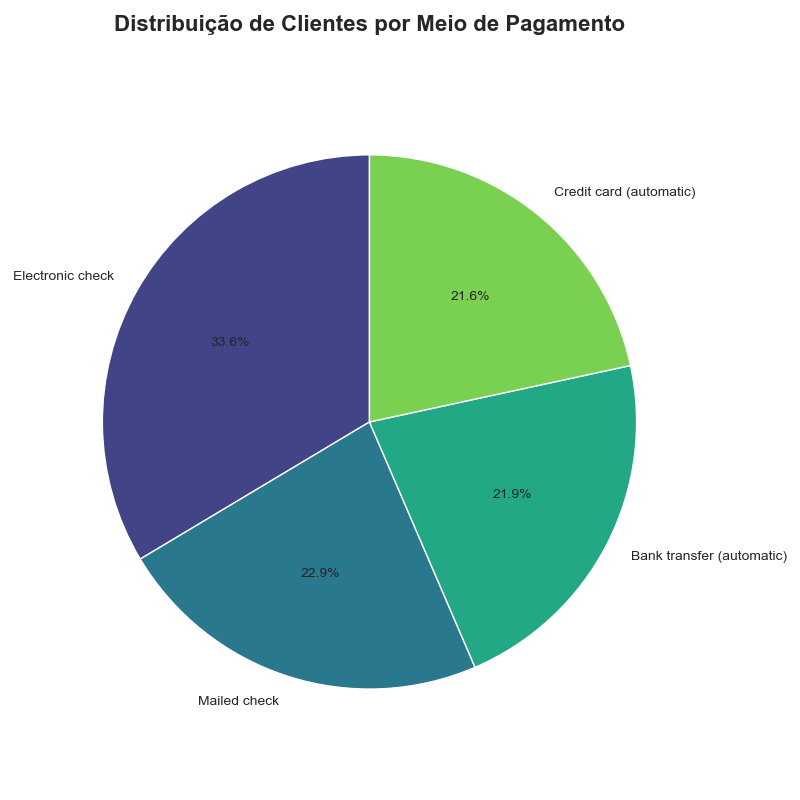 Distribuição de Clientes por Meio de Pagamento
Credit card (automatic)
Electronic check
21.6%
33.6%
21.9%
Bank transfer (automatic)
22.9%
Mailed check